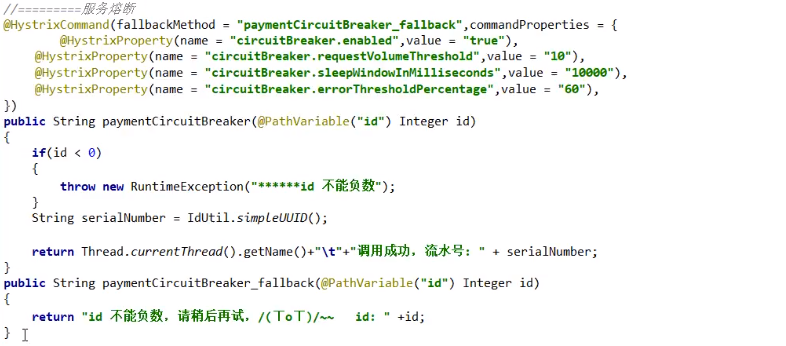 //=========服务熔断
@HystrixCommand(fallbackMethod = "paymentCircuitBreaker_fallback",commandProperties = {
        @HystrixProperty(name = "circuitBreaker.enabled",value = "true"),
    @HystrixProperty(name = "circuitBreaker.requestVolumeThreshold",value = "10"),
    @HystrixProperty(name = "circuitBreaker.sleepWindowInMilliseconds",value = "10000"),
    @HystrixProperty(name = "circuitBreaker.errorThresholdPercentage",value = "60"),
})
public String paymentCircuitBreaker(@PathVariable("id") Integer id)
{
    if(id < 0)
    {
        throw new RuntimeException("******id 不能负数");
    }
    String serialNumber = IdUtil.simpleUUID();

    return Thread.currentThread().getName()+"\t"+"调用成功，流水号：" + serialNumber;
}
public String paymentCircuitBreaker_fallback(@PathVariable("id") Integer id)
{
    return "id 不能负数，请稍后再试，/(ㄒoㄒ)/~~   id: " +id;
}